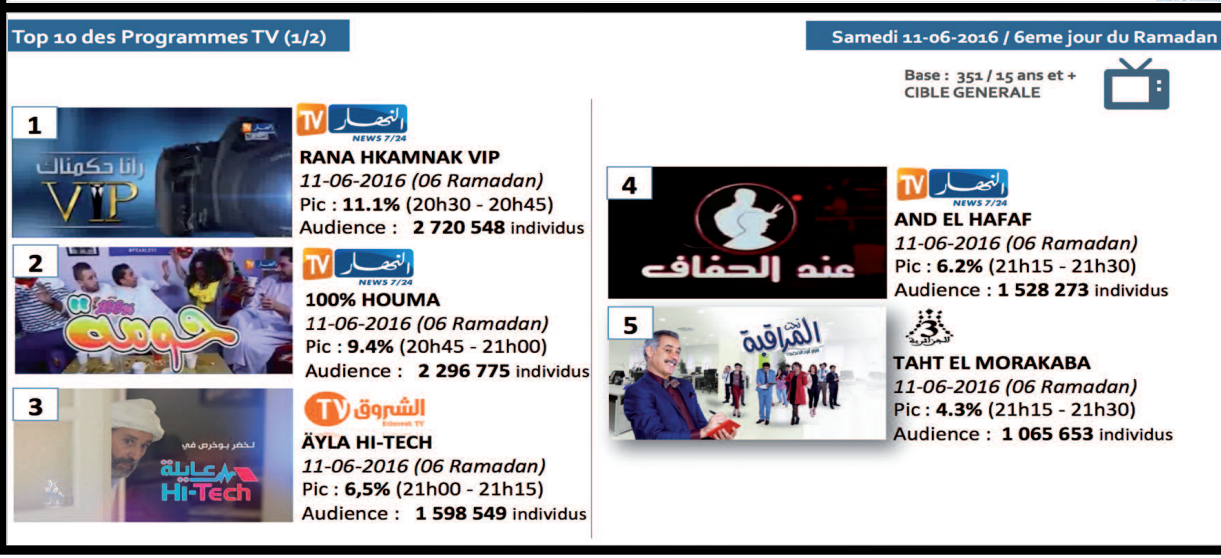 Top 10 des Programmes TV (1/2)
Samedi 11-06-2016 / 6eme jour du Ramadan
Base : 351 / 15 ans et +
CIBLE GENERALE
1
رانا حكمناك
VIP
TV النهار
NEWS 7/24
RANA HKAMNAK VIP
11-06-2016 (06 Ramadan)
Pic : 11.1% (20h30 - 20h45)
Audience : 2 720 548 individus
2
حومة
TV النهار
NEWS 7/24
100% HOUMA
11-06-2016 (06 Ramadan)
Pic : 9.4% (20h45 - 21h00)
Audience : 2 296 775 individus
3
لخضر بوخرص في
عايلة
Hi-Tech
الشروق TV
Echorouk TV
ÄYLA HI-TECH
11-06-2016 (06 Ramadan)
Pic : 6,5% (21h00 - 21h15)
Audience : 1 598 549 individus
4
عند الحفاف
TV النهار
NEWS 7/24
AND EL HAFAF
11-06-2016 (06 Ramadan)
Pic : 6.2% (21h15 - 21h30)
Audience : 1 528 273 individus
5
تحت
المراقبة
3
الجزائرية
TAHT EL MORAKABA
11-06-2016 (06 Ramadan)
Pic : 4.3% (21h15 - 21h30)
Audience : 1 065 653 individus